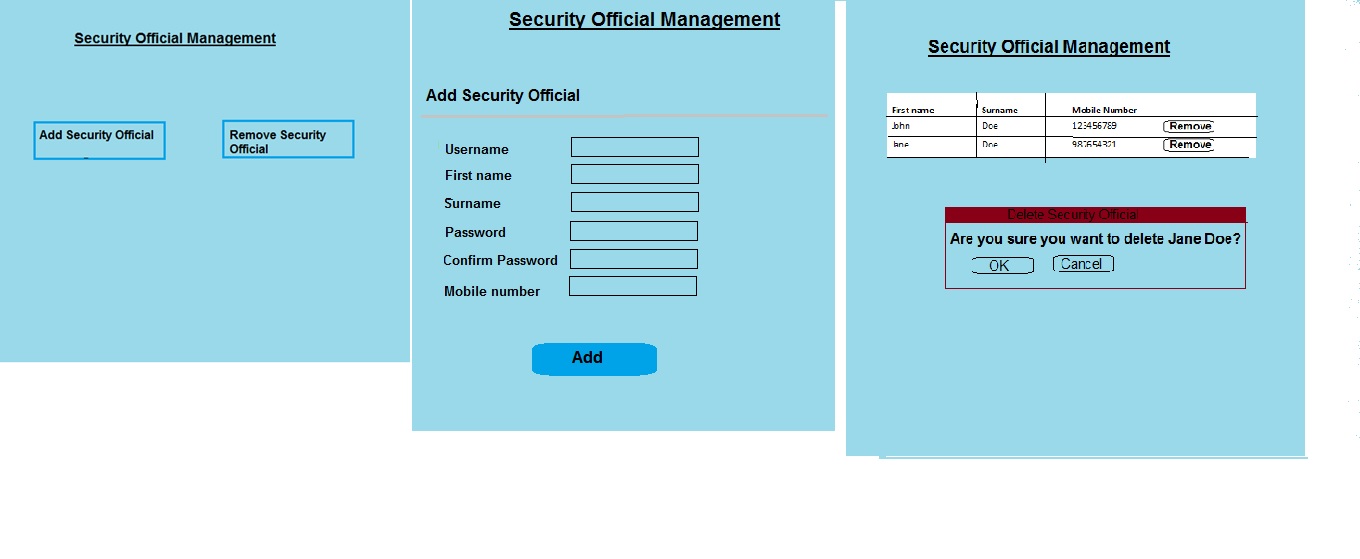 Security Official Management
Add Security Official
Remove Security
Official
Security Official Management
Add Security Official
Username
First name
Surname
Password
Confirm Password
Mobile number
Add
Security Official Management
First name Surname Mobile Number
John Doe 123456789 Remove
Jane Doe 987654321 Remove
Delete Security Official
Are you sure you want to delete Jane Doe?
OK Cancel